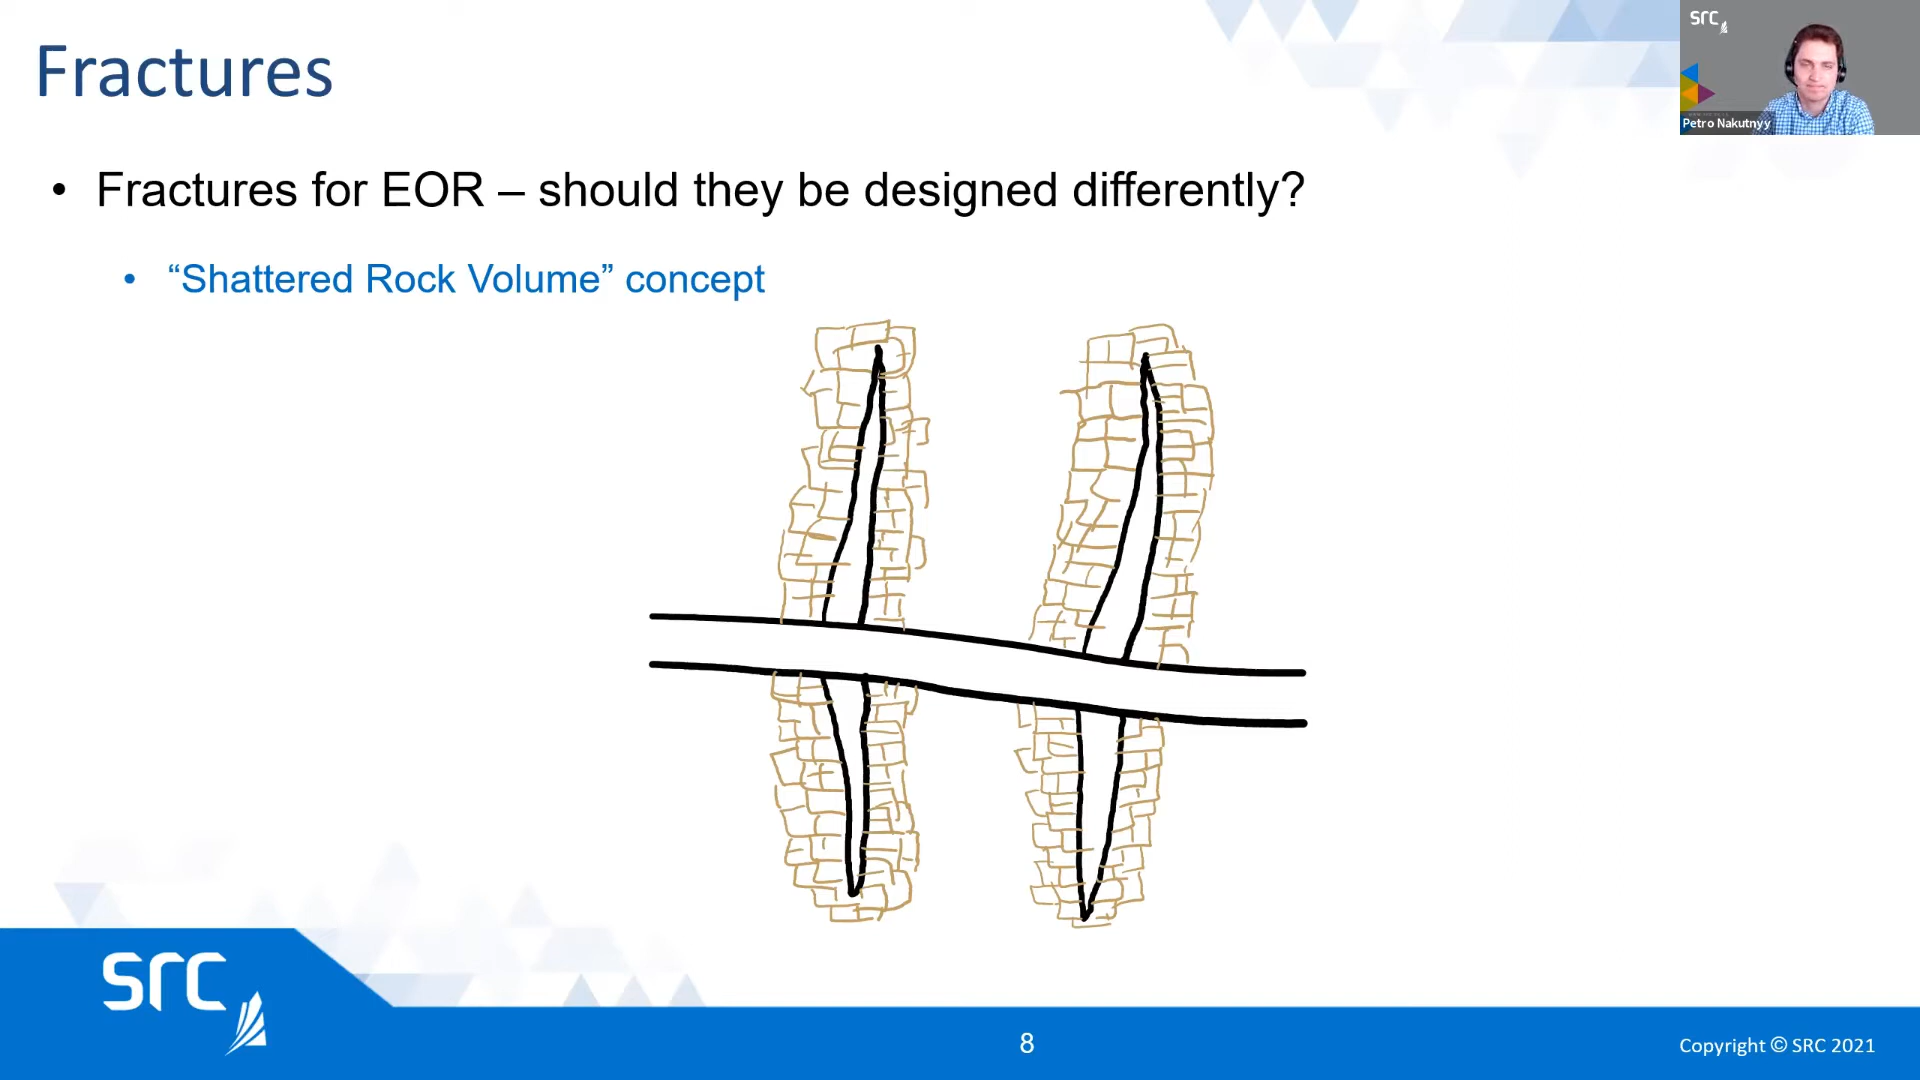 Fractures
src
Petro Nakutnyy
• Fractures for EOR – should they be designed differently?
• “Shattered Rock Volume” concept
src
8
Copyright © SRC 2021